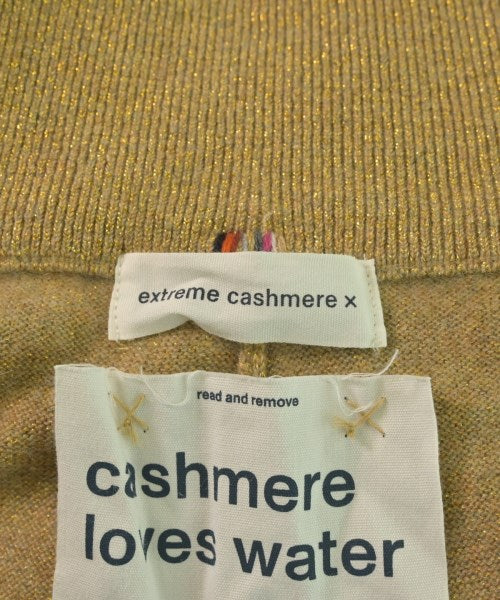 extreme cashmere x
read and remove
cashmere
loves water